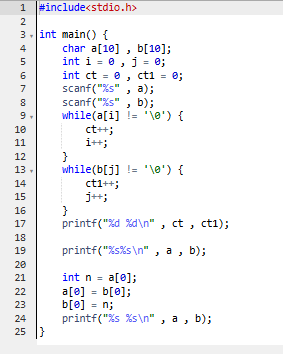 1 #include<stdio.h>
2
3 int main() {
4 char a[10] , b[10];
5 int i = 0 , j = 0;
6 int ct = 0 , ct1 = 0;
7 scanf("%s" , a);
8 scanf("%s" , b);
9 while(a[i] != '\0') {
10 ct++;
11 i++;
12 }
13 while(b[j] != '\0') {
14 ct1++;
15 j++;
16 }
17 printf("%d %d\n" , ct , ct1);
18
19 printf("%s%s\n" , a , b);
20
21 int n = a[0];
22 a[0] = b[0];
23 b[0] = n;
24 printf("%s %s\n" , a , b);
25 }